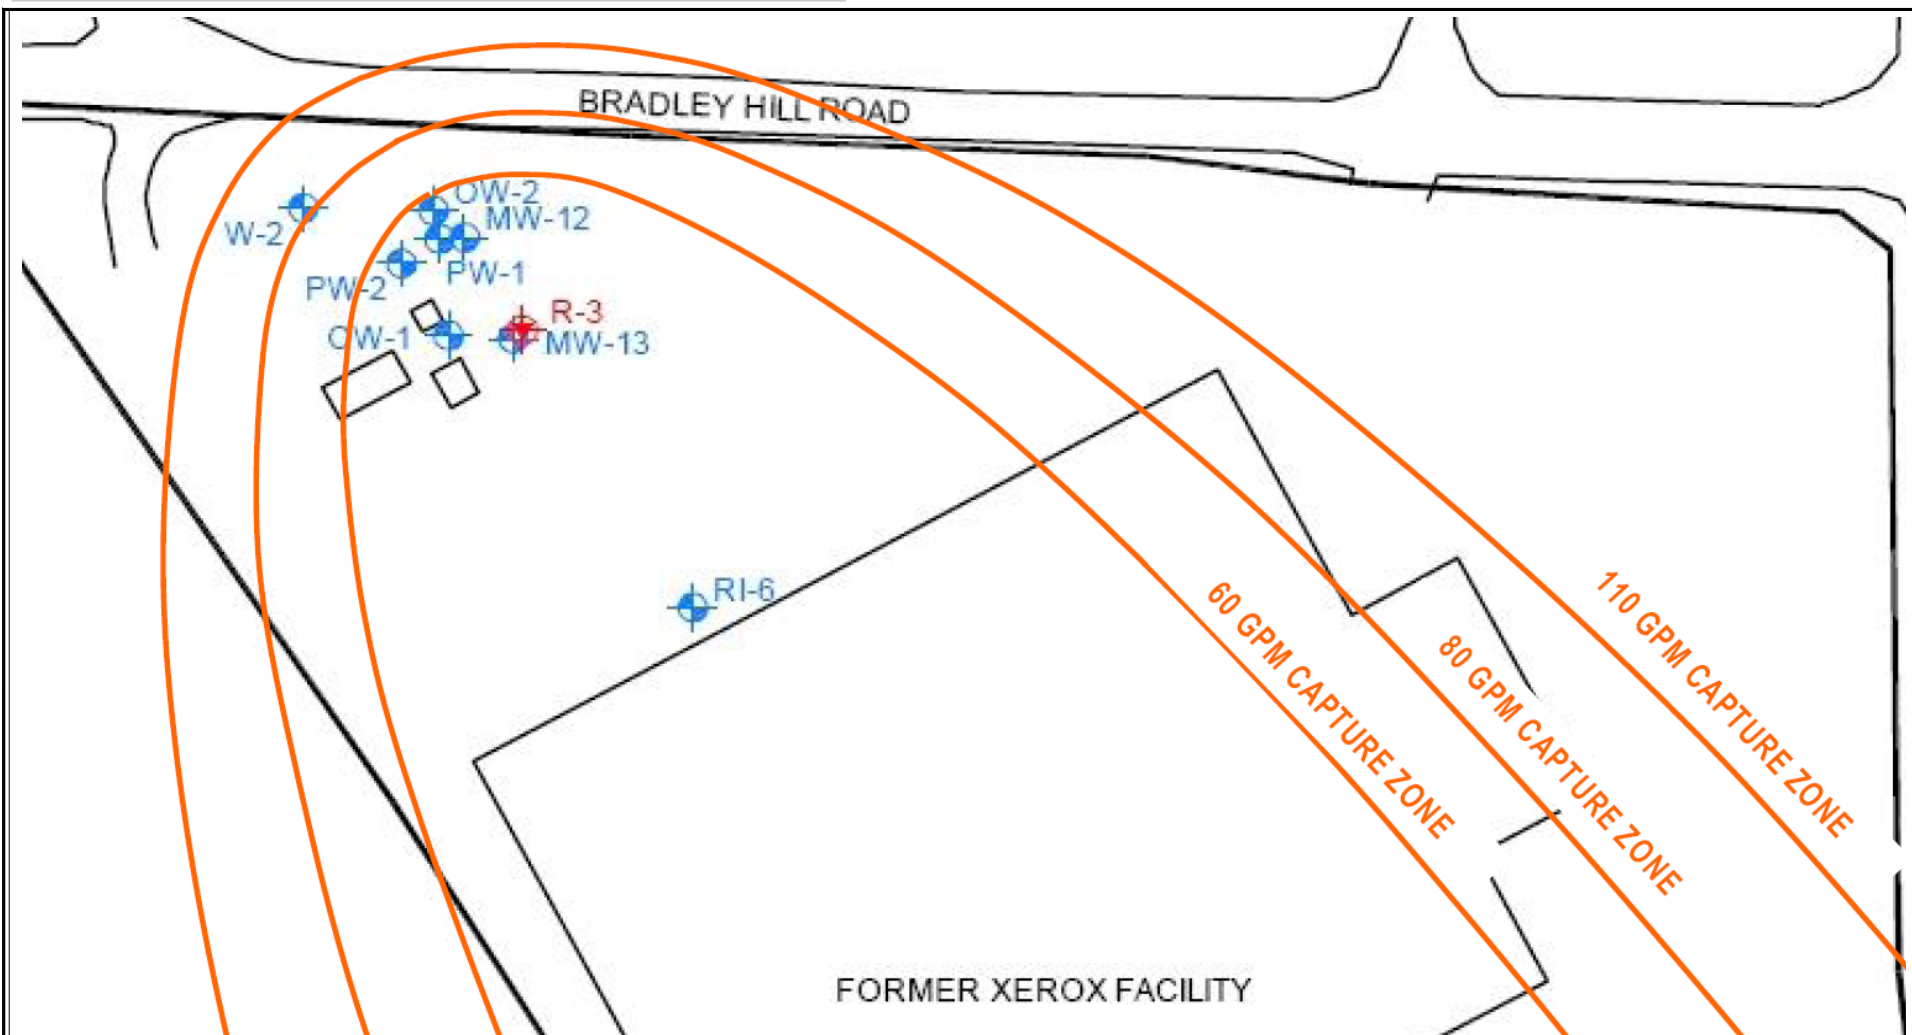 BRADLEY HILL ROAD
OW-2
MW-12
W-2
PW-1
PW-2
R-3
OW-1
MW-13
RI-6
60 GPM CAPTURE ZONE
80 GPM CAPTURE ZONE
110 GPM CAPTURE ZONE
FORMER XEROX FACILITY